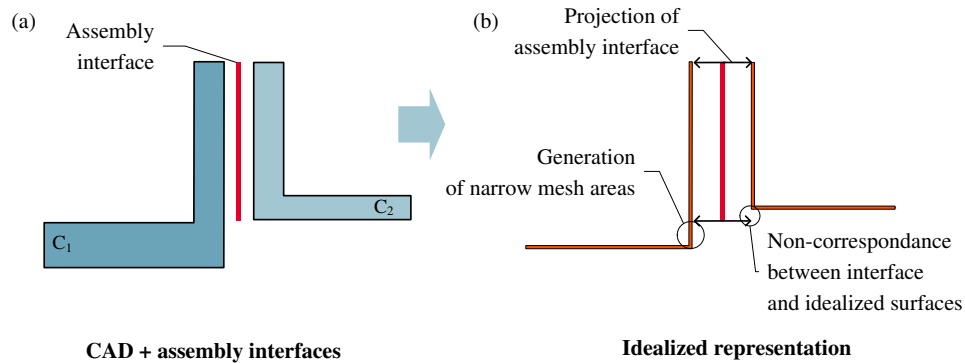 (a)
Assembly
interface
C₁
C₂
CAD + assembly interfaces
(b)
Projection of
assembly interface
Generation
of narrow mesh areas
Non-correspondance
between interface
and idealized surfaces
Idealized representation